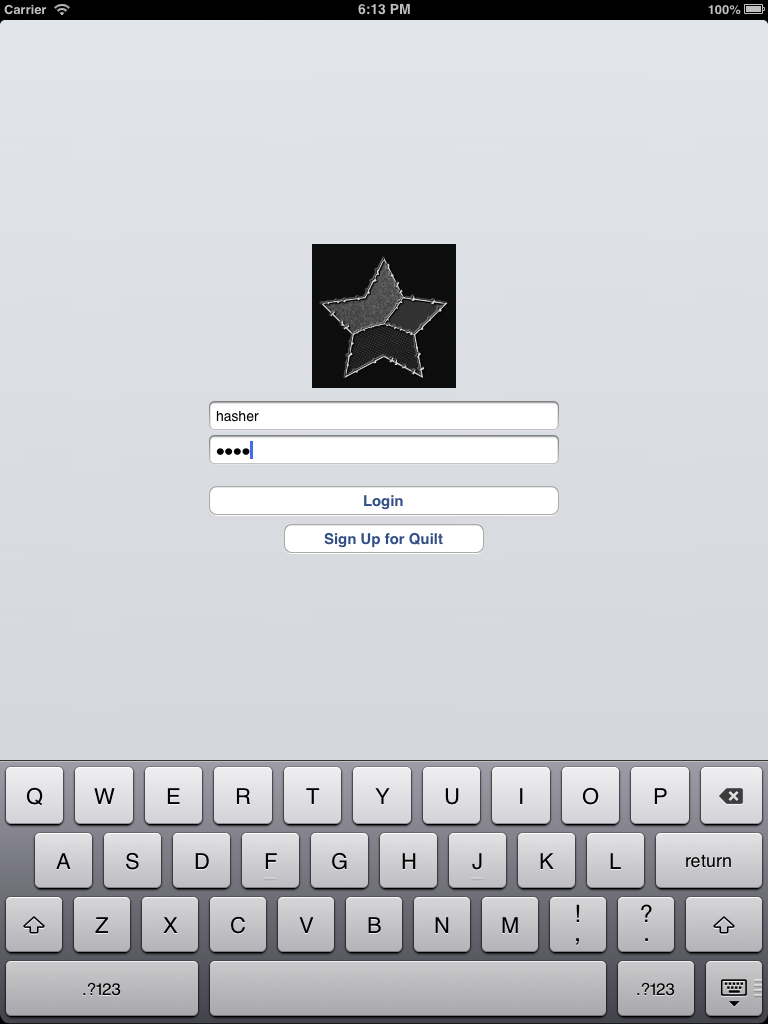 Carrier 6:13 PM 100%
hasher
••••
Login
Sign Up for Quilt
Q W E R T Y U I O P
A S D F G H J K L return
Z X C V B N M ! , ? .
.?123 .?123